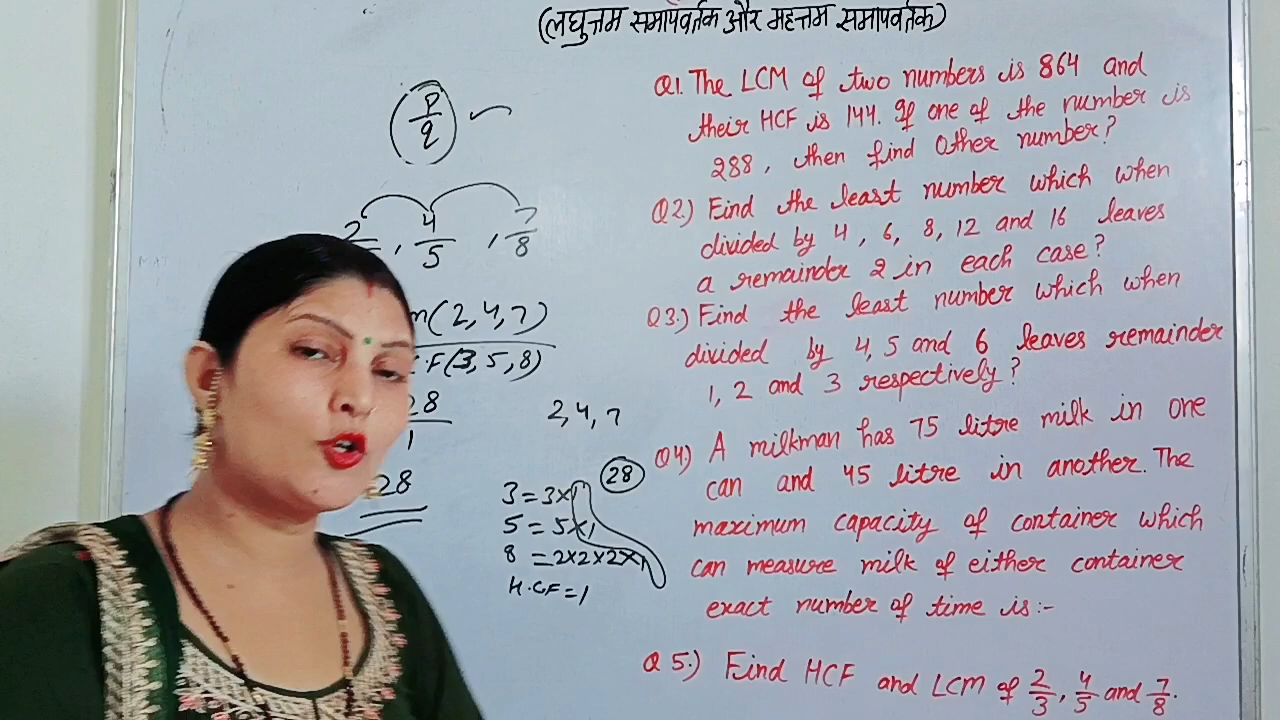 (लघुत्तम समापवर्तक और महत्तम समापवर्तक)
p/q
2, 4/5, 7/8
m(2,4,7)
.F(3,5,8)
28
1
28
2,4,7
28
3=3×1
5=5×1
8=2×2×2×1
H.CF=1
Q1. The LCM of two numbers is 864 and
their HCF is 144. If one of the number is
288, then find other number?
Q2.) Find the least number which when
divided by 4, 6, 8, 12 and 16 leaves
a remainder 2 in each case?
Q3.) Find the least number which when
divided by 4, 5 and 6 leaves remainder
1, 2 and 3 respectively?
Q4) A milkman has 75 litre milk in one
can and 45 litre in another. The
maximum capacity of container which
can measure milk of either container
exact number of time is:-
Q5.) Find HCF and LCM of 2/3, 4/5 and 7/8.